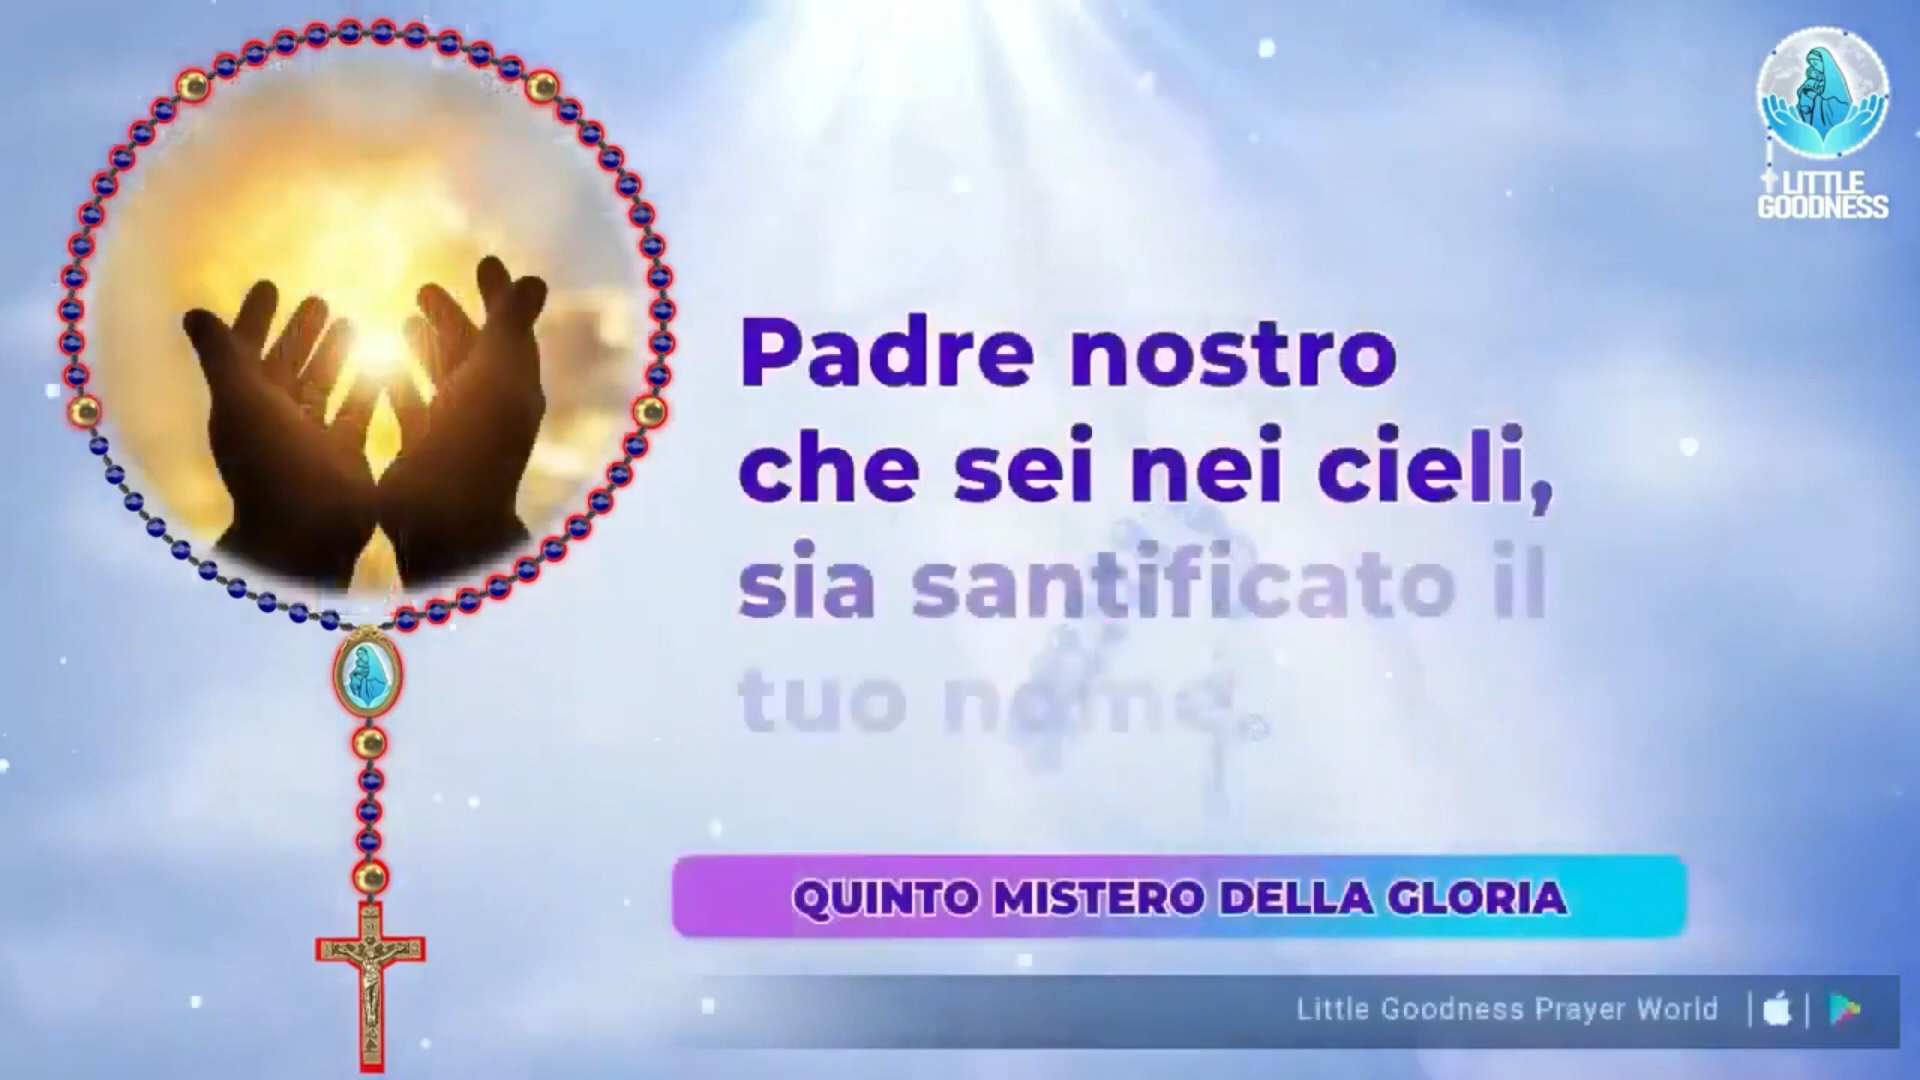 LITTLE
GOODNESS
Padre nostro
che sei nei cieli,
sia santificato il
tuo nome.
QUINTO MISTERO DELLA GLORIA
Little Goodness Prayer World